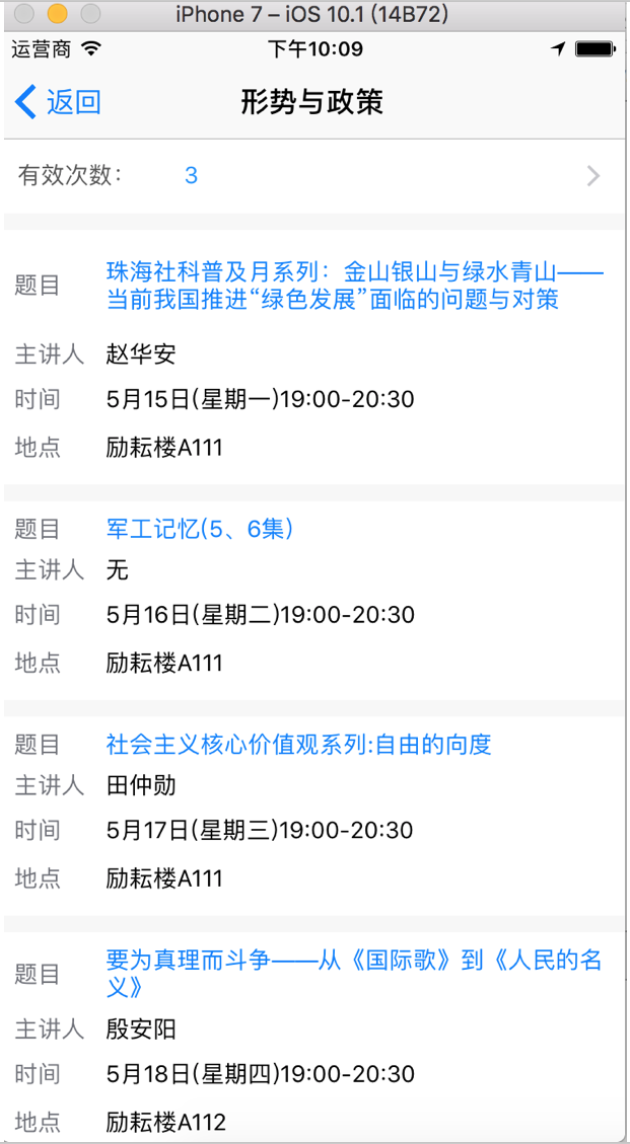 iPhone 7 – iOS 10.1 (14B72)
运营商 下午10:09
返回 形势与政策
有效次数: 3
题目 珠海社科普及月系列：金山银山与绿水青山——
当前我国推进“绿色发展”面临的问题与对策
主讲人 赵华安
时间 5月15日(星期一)19:00-20:30
地点 励耘楼A111
题目 军工记忆(5、6集)
主讲人 无
时间 5月16日(星期二)19:00-20:30
地点 励耘楼A111
题目 社会主义核心价值观系列:自由的向度
主讲人 田仲勋
时间 5月17日(星期三)19:00-20:30
地点 励耘楼A111
题目 要为真理而斗争——从《国际歌》到《人民的名
义》
主讲人 殷安阳
时间 5月18日(星期四)19:00-20:30
地点 励耘楼A112